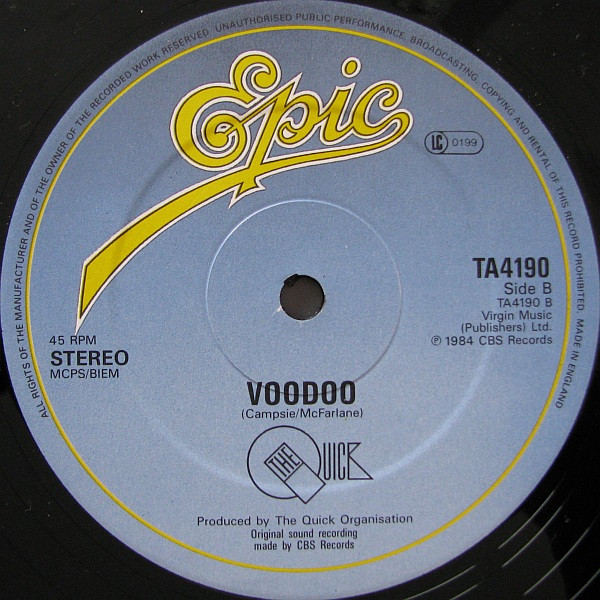 ALL RIGHTS OF THE MANUFACTURER AND OF THE OWNER OF THE RECORDED WORK RESERVED. UNAUTHORISED PUBLIC PERFORMANCE, BROADCASTING, COPYING AND RENTAL OF THIS RECORD PROHIBITED. MADE IN ENGLAND
Epic
LC 0199
TA4190
Side B
TA4190 B
Virgin Music
(Publishers) Ltd.
℗ 1984 CBS Records
45 RPM
STEREO
MCPS/BIEM
VOODOO
(Campsie/McFarlane)
THE QUICK
Produced by The Quick Organisation
Original sound recording
made by CBS Records